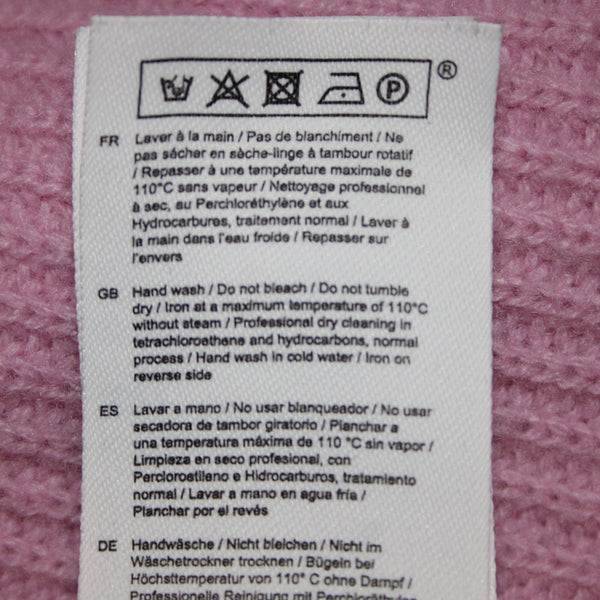 ®
P
FR Laver à la main / Pas de blanchiment / Ne
pas sécher en sèche-linge à tambour rotatif
/ Repasser à une température maximale de
110°C sans vapeur / Nettoyage professionnel
à sec, au Perchloréthylène et aux
Hydrocarbures, traitement normal / Laver à
la main dans l'eau froide / Repasser sur
l'envers
GB Hand wash / Do not bleach / Do not tumble
dry / Iron at a maximum temperature of 110°C
without steam / Professional dry cleaning in
tetrachloroethene and hydrocarbons, normal
process / Hand wash in cold water / Iron on
reverse side
ES Lavar a mano / No usar blanqueador / No usar
secadora de tambor giratorio / Planchar a
una temperatura máxima de 110 °C sin vapor /
Limpieza en seco profesional, con
Percloroetileno e Hidrocarburos, tratamiento
normal / Lavar a mano en agua fría /
Planchar por el revés
DE Handwäsche / Nicht bleichen / Nicht im
Wäschetrockner trocknen / Bügeln bei
Höchsttemperatur von 110° C ohne Dampf /
Professionelle Reinigung mit Perchloräthylen